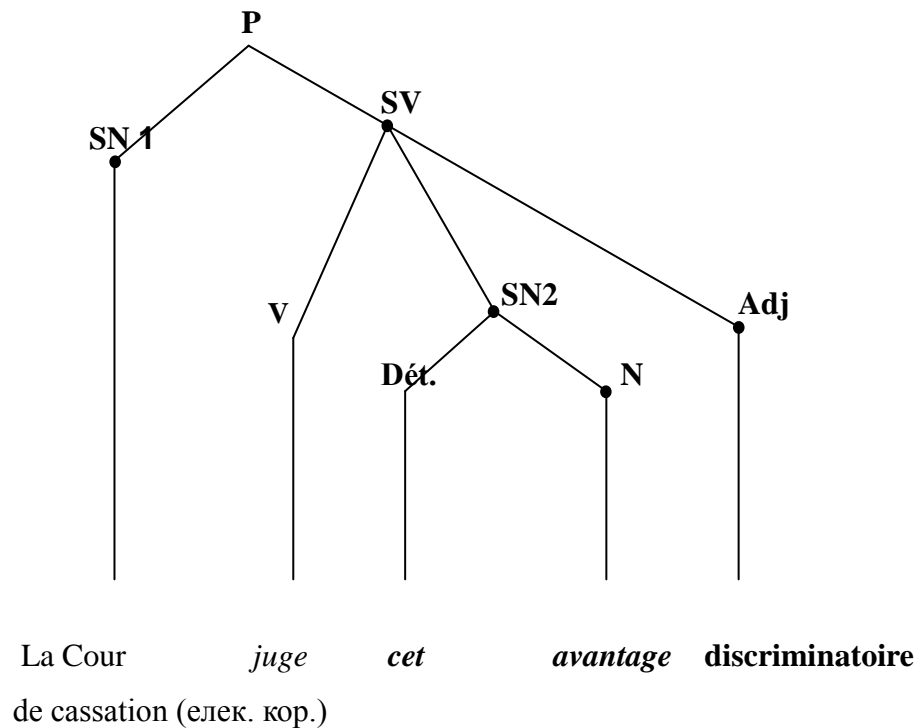 P
SV
SN 1
SN2
V
Adj
Dét.
N
La Cour juge cet avantage discriminatoire
de cassation (елек. кор.)